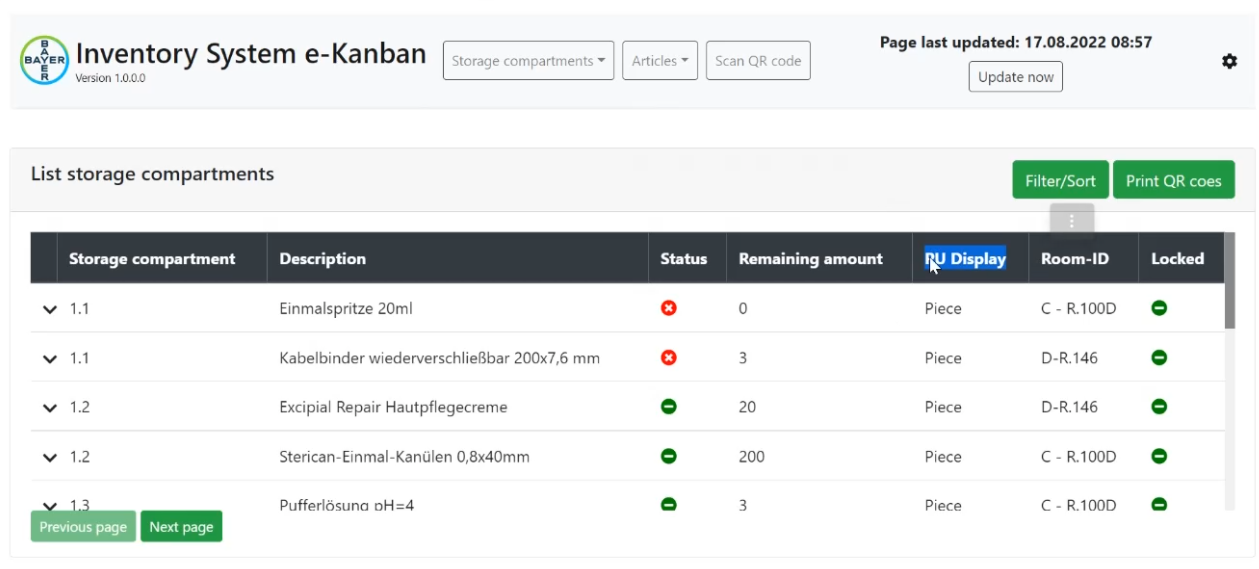 BAYER
BAYER
Inventory System e-Kanban
Version 1.0.0.0
Storage compartments
Articles
Scan QR code
Page last updated: 17.08.2022 08:57
Update now
List storage compartments
Filter/Sort
Print QR coes
Storage compartment Description Status Remaining amount PU Display Room-ID Locked
1.1 Einmalspritze 20ml 0 Piece C - R.100D
1.1 Kabelbinder wiederverschließbar 200x7,6 mm 3 Piece D-R.146
1.2 Excipial Repair Hautpflegecreme 20 Piece D-R.146
1.2 Sterican-Einmal-Kanülen 0,8x40mm 200 Piece C - R.100D
1.3 Pufferlösung pH=4 3 Piece C - R.100D
Previous page Next page